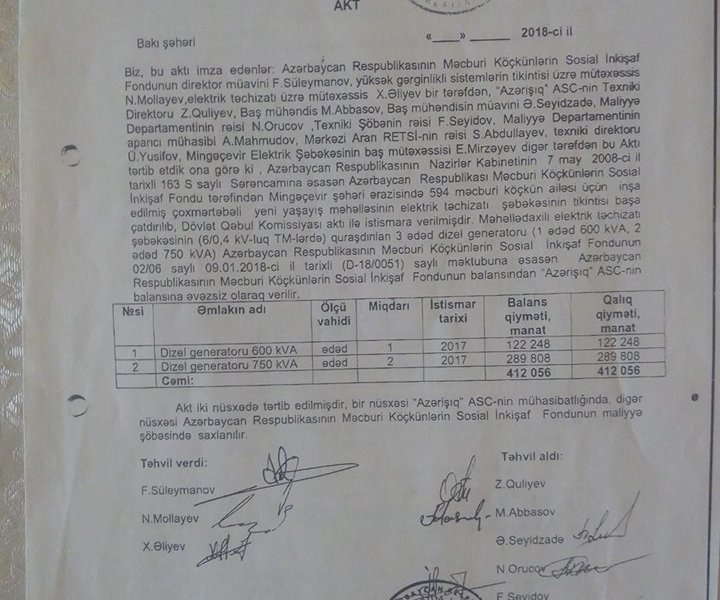 AKT
Bakı şəhəri «___» ______ 2018-ci il
Biz, bu aktı imza edənlər: Azərbaycan Respublikasının Məcburi Köçkünlərin Sosial İnkişaf
Fondunun direktor müavini F.Süleymanov, yüksək gərginlikli sistemlərin tikintisi üzrə mütəxəssis
N.Mollayev,elektrik təchizatı üzrə mütəxəssis X.Əliyev bir tərəfdən, “Azərişıq” ASC-nin Texniki
Direktoru Z.Quliyev, Baş mühəndis M.Abbasov, Baş mühəndisin müavini Ə.Seyidzadə, Maliyyə
Departamentinin rəisi N.Orucov ,Texniki Şöbənin rəisi F.Seyidov. Maliyyə Departamentinin
aparıcı mühasibi A.Mahmudov, Mərkəzi Aran RETSİ-nin rəisi S.Abdullayev, texniki direktoru
Ü.Yusifov, Mingəçevir Elektrik Şəbəkəsinin baş mütəxəssisi E.Mirzəyev digər tərəfdən bu Aktı
tərtib etdik ona görə ki , Azərbaycan Respublikasının Nazirlər Kabinetinin 7 may 2008-ci il
tarixli 163 S saylı Sərəncamına əsasən Azərbaycan Respublikası Məcburi Köçkünlərin Sosial
İnkişaf Fondu tərəfindən Mingəçevir şəhəri ərazisində 594 məcburi köçkün ailəsi üçün inşa
edilmiş çoxmərtəbəli yeni yaşayış məhəlləsinin elektrik təchizatı şəbəkəsinin tikintisi başa
çatdırılıb, Dövlət Qəbul Komissiyası aktı ilə istismara verilmişdir. Məhəllədaxili elektrik təchizatı
şəbəkəsinin (6/0,4 kV-luq TM-lərdə) quraşdırılan 3 ədəd dizel generatoru (1 ədəd 600 kVA, 2
ədəd 750 kVA) Azərbaycan Respublikasının Məcburi Köçkünlərin Sosial İnkişaf Fondunun
02/06 saylı 09.01.2018-ci il tarixli (D-18/0051) saylı məktubuna əsasən Azərbaycan
Respublikasının Məcburi Köçkünlərin Sosial İnkişaf Fondunun balansından “Azərişıq” ASC-nin
balansına əvəzsiz olaraq verilir.
№si Əmlakın adı Ölçü vahidi Miqdarı İstismar tarixi Balans qiyməti, manat Qalıq qiyməti, manat
1 Dizel generatoru 600 kVA ədəd 1 2017 122 248 122 248
2 Dizel generatoru 750 kVA ədəd 2 2017 289 808 289 808
Cəmi: 412 056 412 056
Akt iki nüsxədə tərtib edilmişdir, bir nüsxəsi “Azərişıq” ASC-nin mühasibatlığında, digər
nüsxəsi Azərbaycan Respublikasının Məcburi Köçkünlərin Sosial İnkişaf Fondunun maliyyə
şöbəsində saxlanılır.
Təhvil verdi: Təhvil aldı:
F.Süleymanov Z.Quliyev
N.Mollayev M.Abbasov
X.Əliyev Ə.Seyidzadə
N Orucov
F.Seyidov